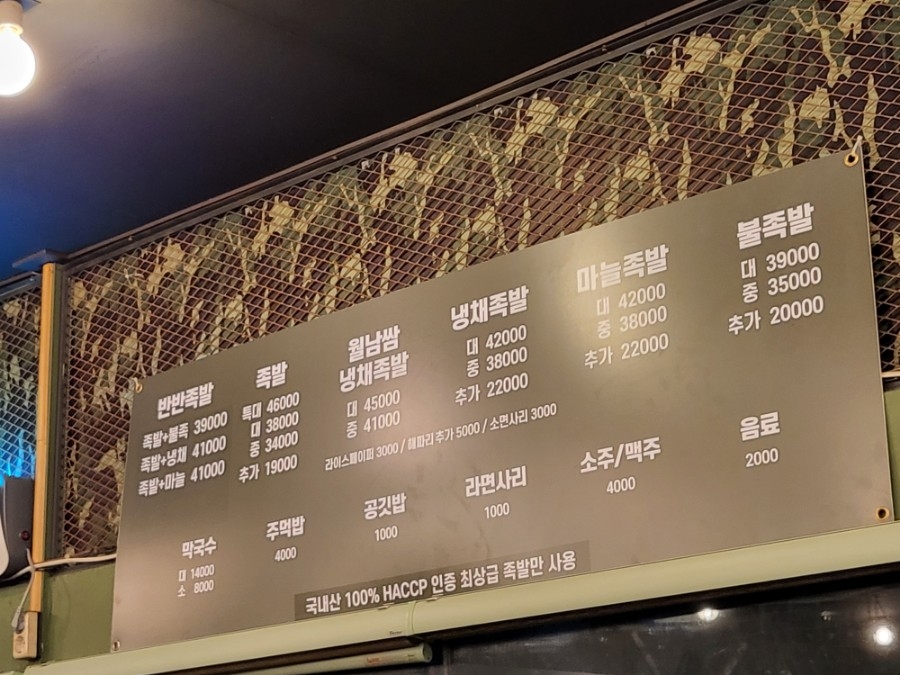 반반족발
족발+불족 39000
족발+냉채 41000
족발+마늘 41000
족발
특대 46000
대 38000
중 34000
추가 19000
월남쌈
냉채족발
대 45000
중 41000
냉채족발
대 42000
중 38000
추가 22000
라이스페이퍼 3000 / 해파리 추가 5000 / 소면사리 3000
마늘족발
대 42000
중 38000
추가 22000
불족발
대 39000
중 35000
추가 20000
막국수
대 14000
소 8000
주먹밥
4000
공깃밥
1000
라면사리
1000
소주/맥주
4000
음료
2000
국내산 100% HACCP 인증 최상급 족발만 사용